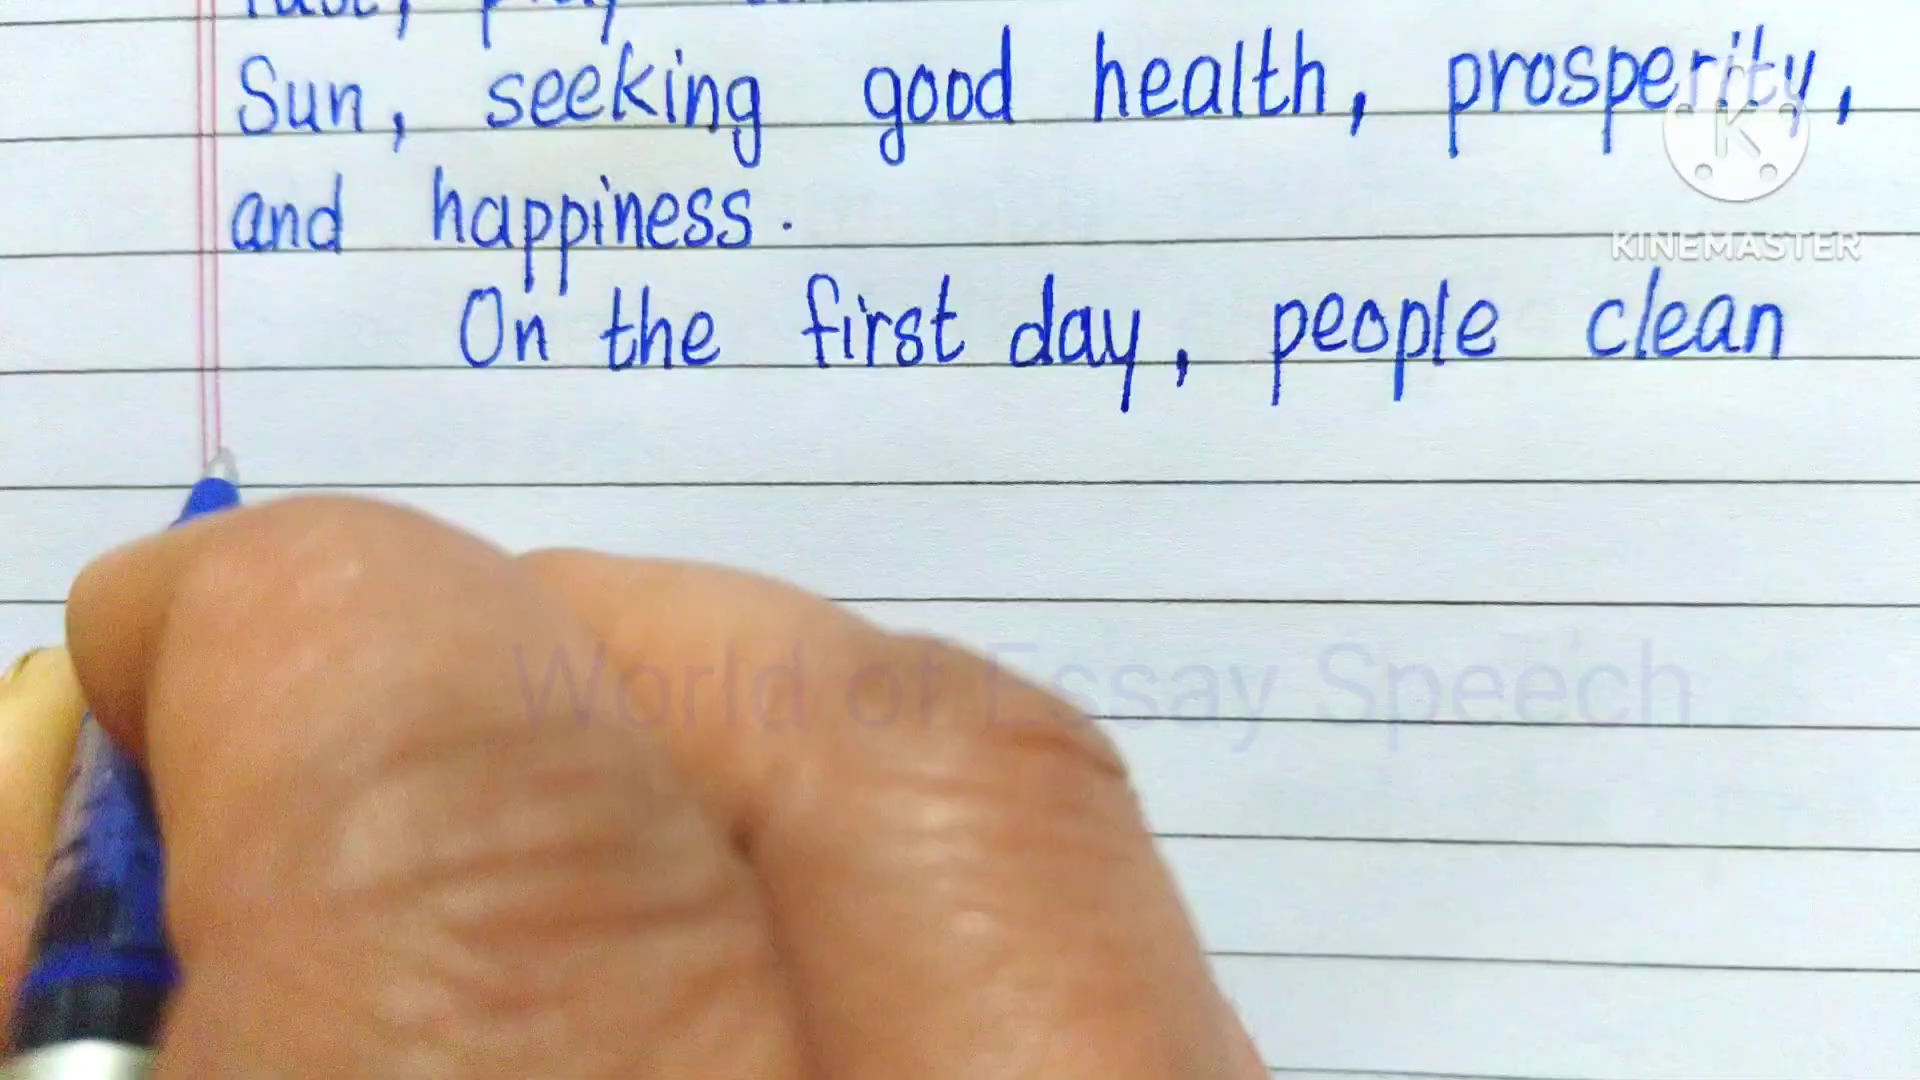 Sun, seeking good health, prosperity,
and happiness.
On the first day, people clean
KINEMASTER
World of Essay Speech